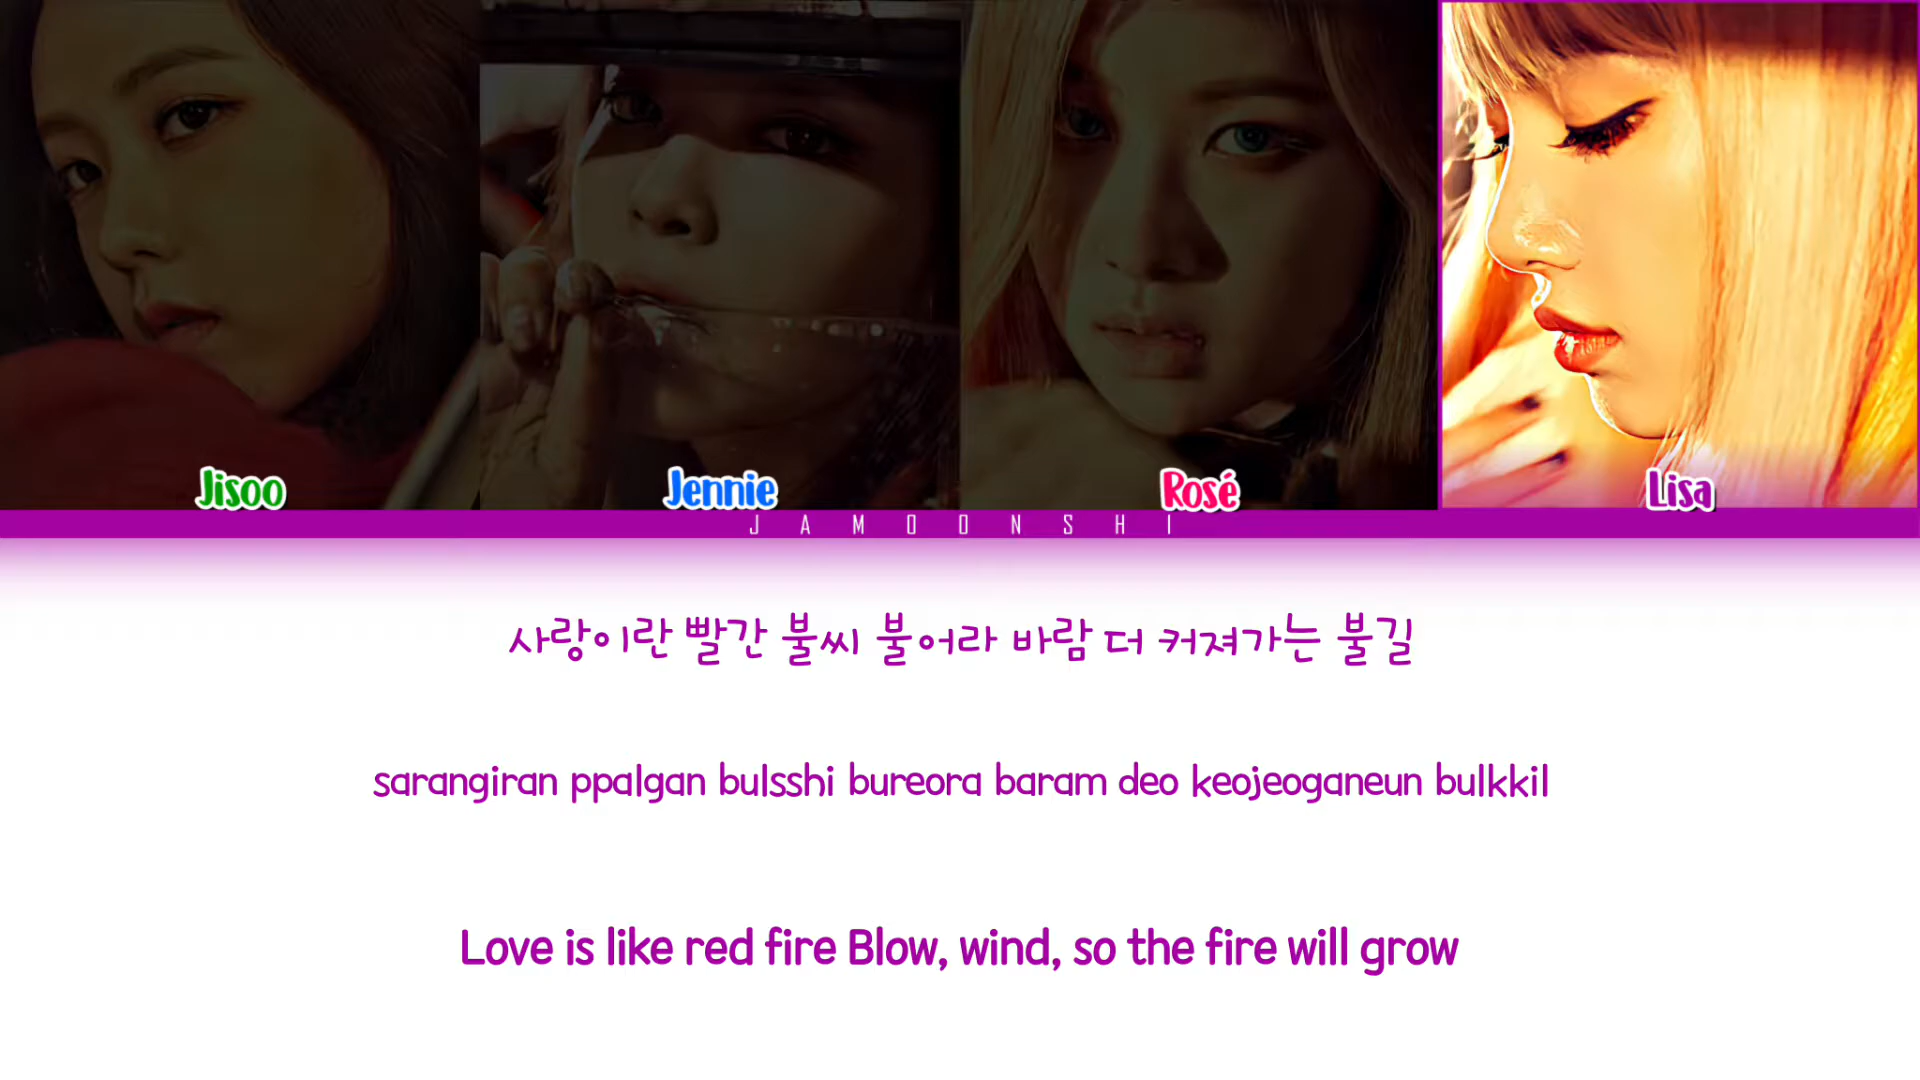 Jisoo
Jennie
Rosé
Lisa
JAMOONSHI
사랑이란 빨간 불씨 불어라 바람 더 커져가는 불길
sarangiran ppalgan bulsshi bureora baram deo keojeoganeun bulkkil
Love is like red fire Blow, wind, so the fire will grow